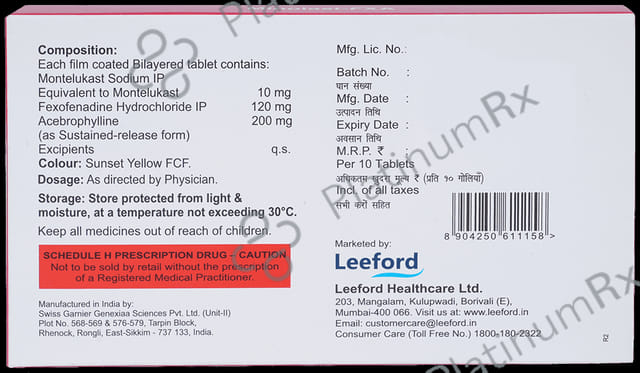 Composition:
Each film coated Bilayered tablet contains:
Montelukast Sodium IP
Equivalent to Montelukast 10 mg
Fexofenadine Hydrochloride IP 120 mg
Acebrophylline 200 mg
(as Sustained-release form)
Excipients q.s.
Colour: Sunset Yellow FCF.
Dosage: As directed by Physician.
Storage: Store protected from light &
moisture, at a temperature not exceeding 30°C.
Keep all medicines out of reach of children.
SCHEDULE H PRESCRIPTION DRUG – CAUTION
Not to be sold by retail without the prescription
of a Registered Medical Practitioner.
Manufactured in India by:
Swiss Garnier Genexiaa Sciences Pvt. Ltd. (Unit-II)
Plot No. 568-569 & 576-579, Tarpin Block,
Rhenock, Rongli, East-Sikkim - 737 133, India.
Mfg. Lic. No.:
Batch No. :
घान संख्या
Mfg. Date :
उत्पादन तिथि
Expiry Date :
अवसान तिथि
M.R.P. ₹ :
Per 10 Tablets
अधिकतम खुदरा मूल्य ₹ (प्रति १० गोलियाँ)
Incl. of all taxes
सभी करों सहित
8 904250 611158 >
Marketed by:
Leeford
Leeford Healthcare Ltd.
203, Mangalam, Kulupwadi, Borivali (E),
Mumbai-400 066. Visit us at: www.leeford.in
Email: customercare@leeford.in
Consumer Care (Toll Free No.) 1800-180-2322
R2
PlatinumRx
PlatinumRx
PlatinumRx